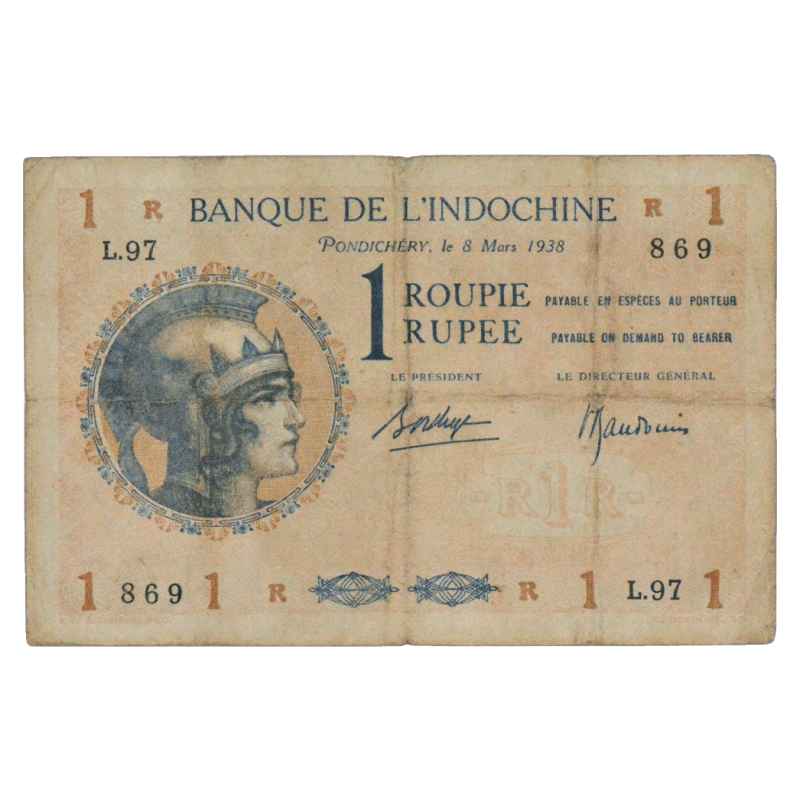 1 R BANQUE DE L'INDOCHINE R 1
L.97 PONDICHÉRY, le 8 Mars 1938 869
1 ROUPIE PAYABLE EN ESPÈCES AU PORTEUR
RUPEE PAYABLE ON DEMAND TO BEARER
LE PRÉSIDENT LE DIRECTEUR GÉNÉRAL
R 1 R
1 869 1 R R 1 L.97 1